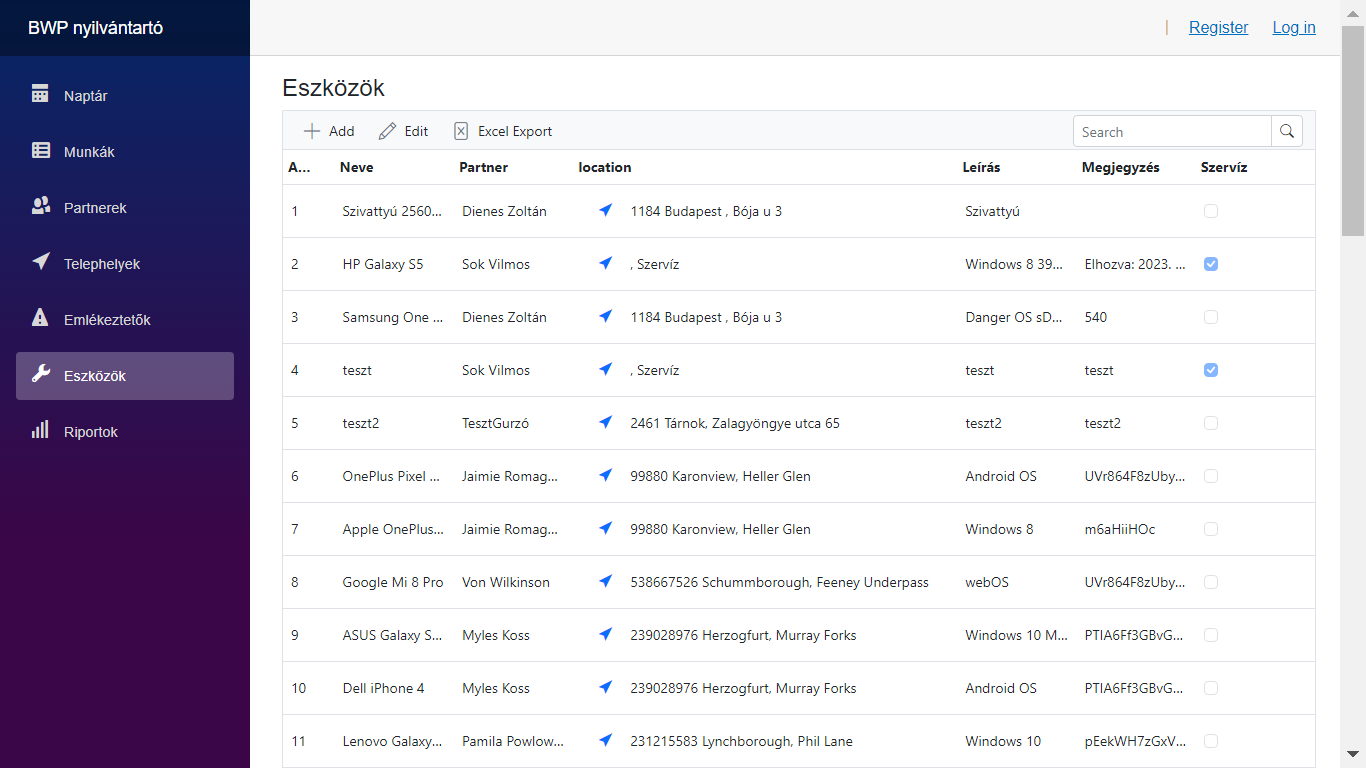 BWP nyilvántartó
Register Log in
Naptár
Munkák
Partnerek
Telephelyek
Emlékeztetők
Eszközök
Riportok
Eszközök
Add Edit Excel Export Search
A... Neve Partner location Leírás Megjegyzés Szervíz
1 Szivattyú 2560... Dienes Zoltán 1184 Budapest , Bója u 3 Szivattyú
2 HP Galaxy S5 Sok Vilmos , Szervíz Windows 8 39... Elhozva: 2023. ...
3 Samsung One ... Dienes Zoltán 1184 Budapest , Bója u 3 Danger OS sD... 540
4 teszt Sok Vilmos , Szervíz teszt teszt
5 teszt2 TesztGurzó 2461 Tárnok, Zalagyöngye utca 65 teszt2 teszt2
6 OnePlus Pixel ... Jaimie Romag... 99880 Karonview, Heller Glen Android OS UVr864F8zUby...
7 Apple OnePlus... Jaimie Romag... 99880 Karonview, Heller Glen Windows 8 m6aHiiHOc
8 Google Mi 8 Pro Von Wilkinson 538667526 Schummborough, Feeney Underpass webOS UVr864F8zUby...
9 ASUS Galaxy S... Myles Koss 239028976 Herzogfurt, Murray Forks Windows 10 M... PTIA6Ff3GBvG...
10 Dell iPhone 4 Myles Koss 239028976 Herzogfurt, Murray Forks Android OS PTIA6Ff3GBvG...
11 Lenovo Galaxy... Pamila Powlow... 231215583 Lynchborough, Phil Lane Windows 10 pEekWH7zGxV...